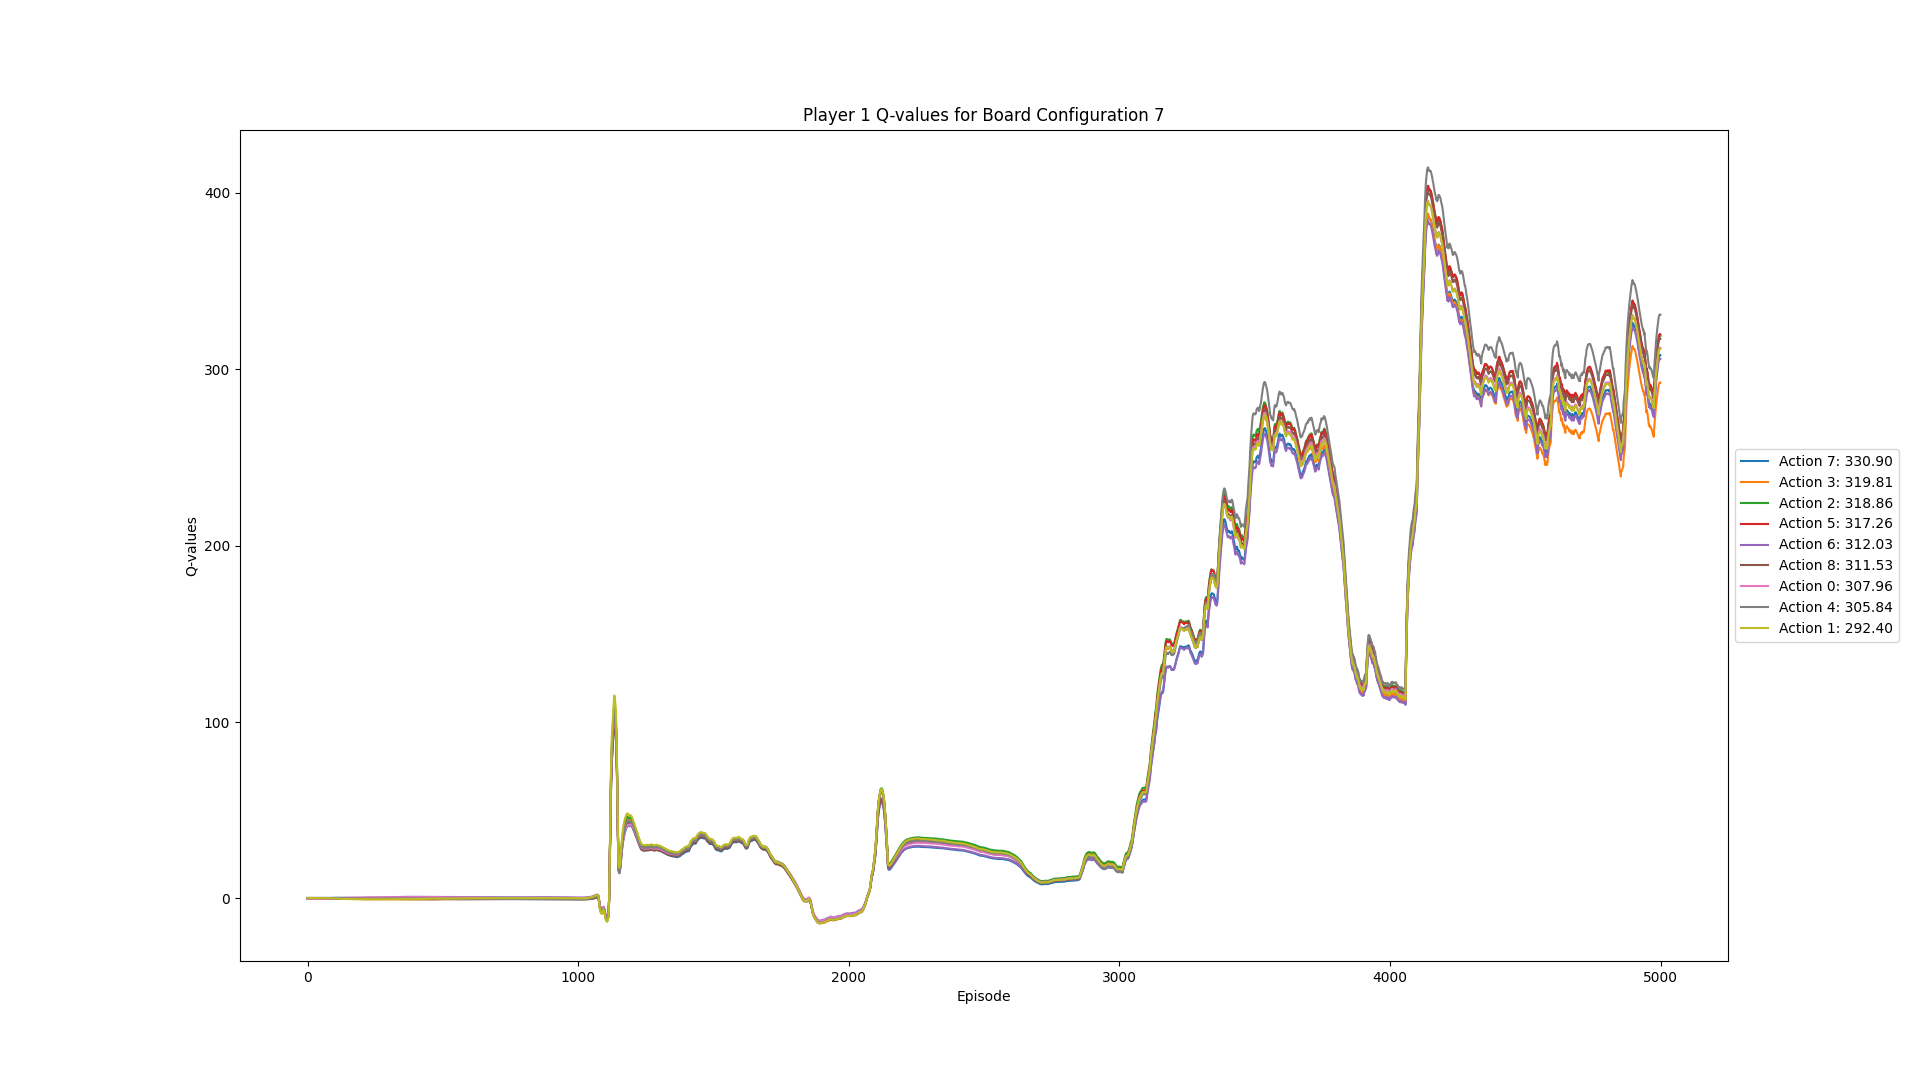 Player 1 Q-values for Board Configuration 7
Q-values
400
300
200
100
0
0 1000 2000 3000 4000 5000
Episode
Action 7: 330.90
Action 3: 319.81
Action 2: 318.86
Action 5: 317.26
Action 6: 312.03
Action 8: 311.53
Action 0: 307.96
Action 4: 305.84
Action 1: 292.40